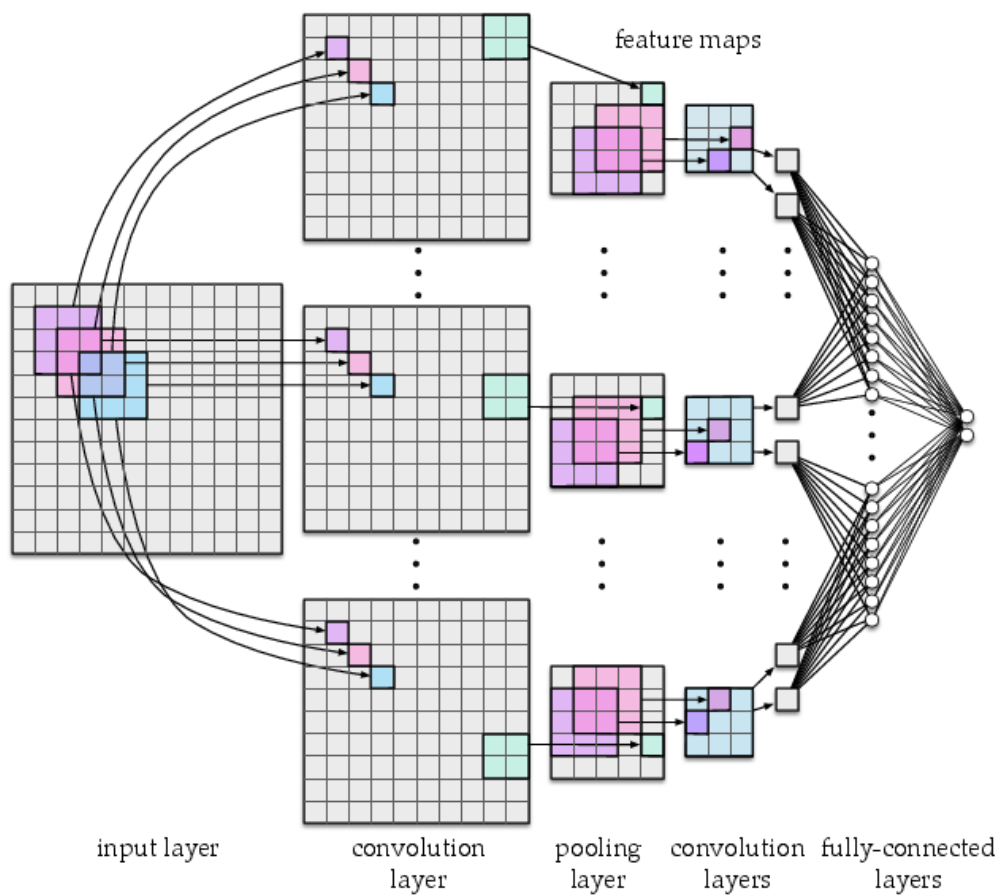 feature maps
input layer
convolution
layer
pooling
layer
convolution
layers
fully-connected
layers